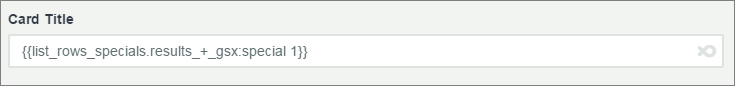 Card Title
{{list_rows_specials.results_+_gsx:special 1}}